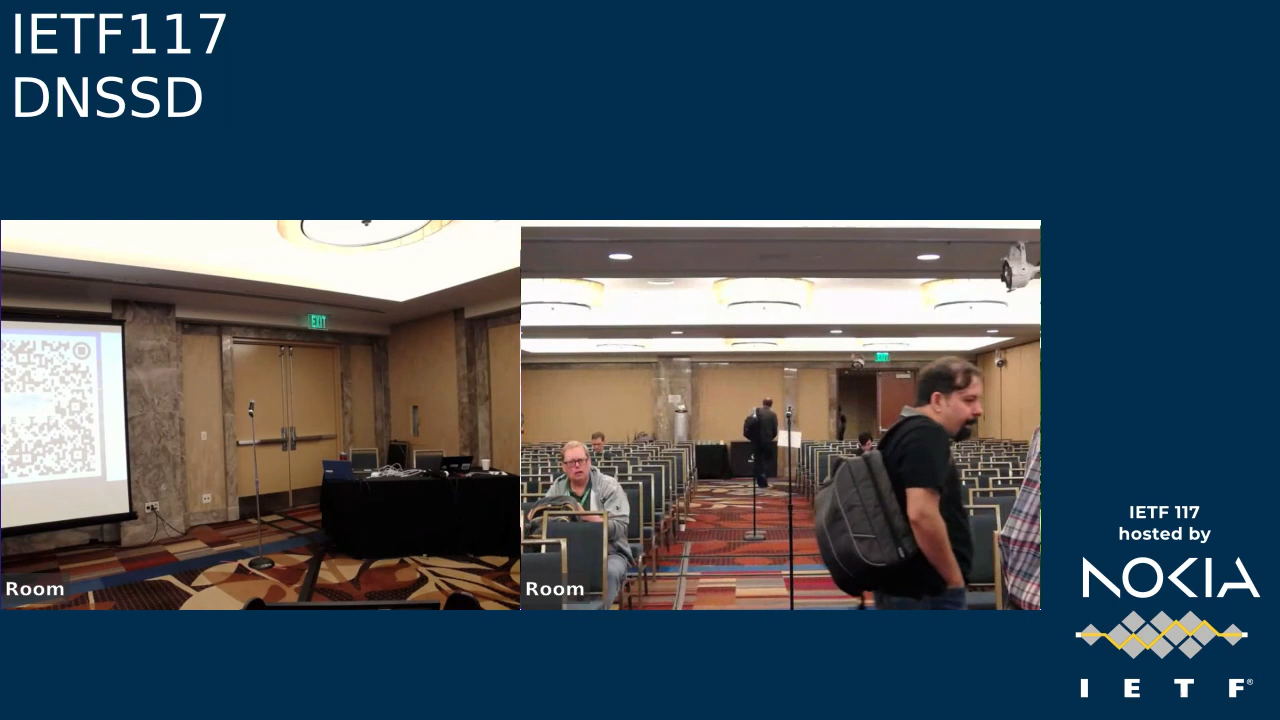 IETF117
DNSSD
EXIT
Room
Room
IETF 117
hosted by
NOKIA
I E T F®